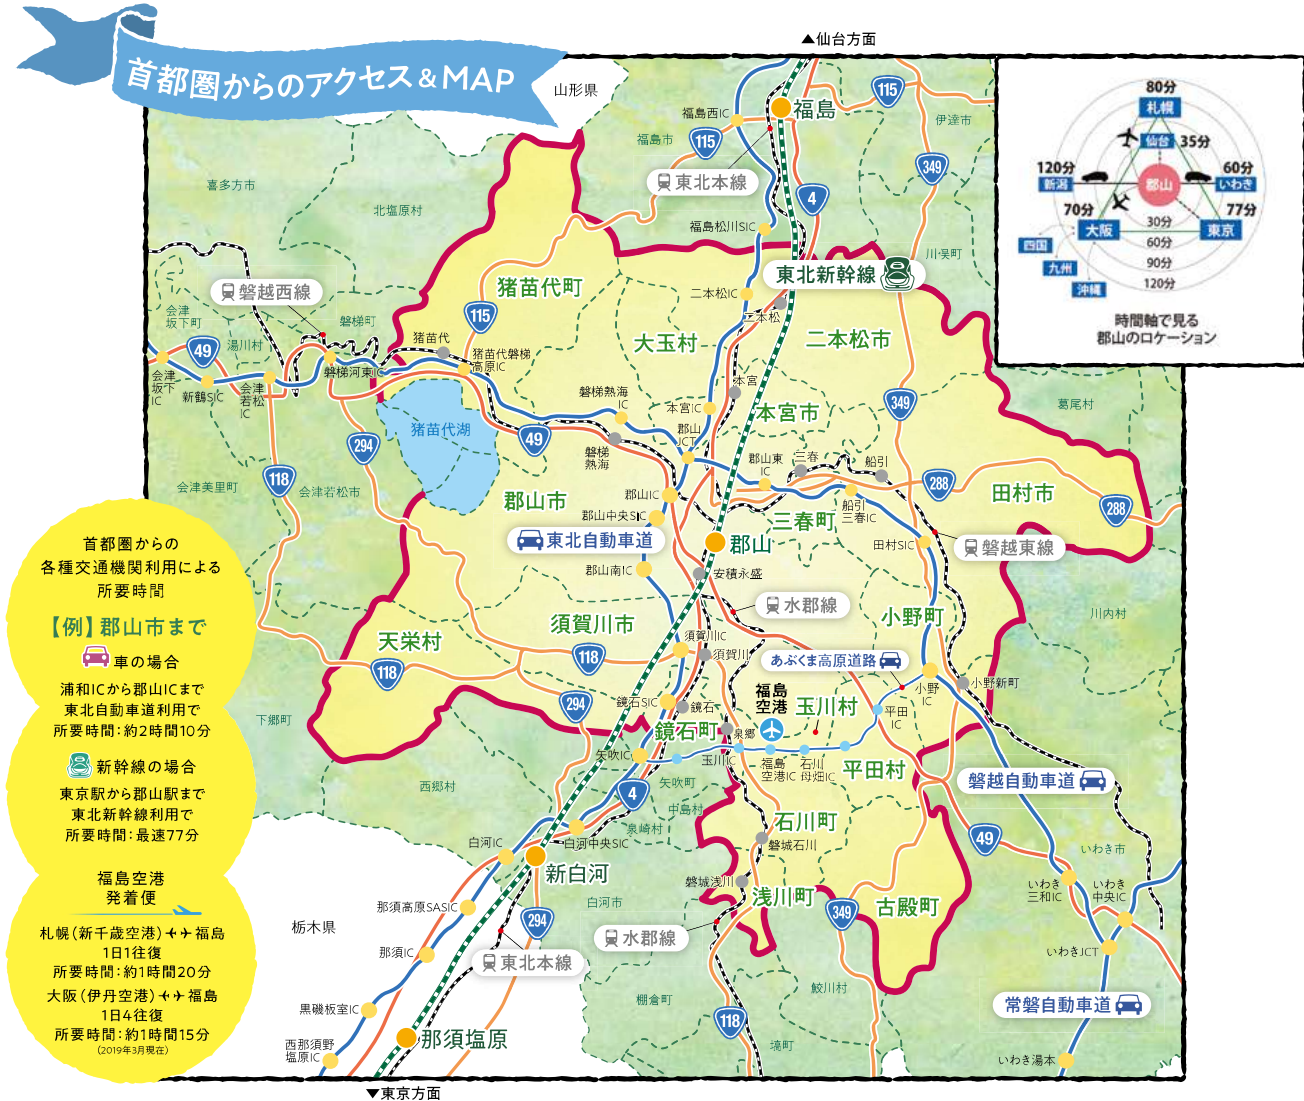 首都圏からのアクセス&MAP
▲仙台方面
山形県
福島西IC
福島
115
伊達市
福島市
115
349
東北本線
4
喜多方市
北塩原村
福島松川SIC
川俣町
東北新幹線
磐越西線
猪苗代町
二本松IC
二本松
115
会津
坂下町
湯川村
磐梯町
猪苗代
大玉村
二本松市
49
猪苗代磐梯
高原IC
会津
坂下
IC
新鶴SIC
会津
若松
IC
磐梯河東IC
本宮
磐梯熱海
IC
本宮IC
本宮市
349
葛尾村
猪苗代湖
49
294
郡山
JCT
磐梯
熱海
郡山東
IC
三春
船引
118
288
田村市
288
会津美里町
会津若松市
郡山市
郡山IC
船引
三春IC
郡山中央SIC
三春町
東北自動車道
郡山
田村SIC
磐越東線
郡山南IC
安積永盛
水郡線
川内村
天栄村
須賀川市
小野町
須賀川IC
須賀川
118
118
あぶくま高原道路
小野
IC
小野新町
294
鏡石SIC
鏡石
福島
空港
玉川村
平田
IC
下郷町
鏡石町
泉郷
矢吹IC
玉川IC
福島
空港IC
石川
母畑IC
平田村
磐越自動車道
西郷村
矢吹町
4
中島村
泉崎村
石川町
49
白河IC
白河中央SIC
磐城石川
いわき市
新白河
磐城浅川
浅川町
いわき
三和IC
いわき
中央IC
那須高原SASIC
白河市
349
古殿町
栃木県
294
水郡線
那須IC
東北本線
いわきJCT
鮫川村
棚倉町
黒磯板室IC
常磐自動車道
118
那須塩原
西那須野
塩原IC
塙町
いわき湯本
▼東京方面
80分
札幌
仙台
35分
120分
新潟
郡山
60分
いわき
70分
大阪
77分
東京
30分
60分
90分
120分
四国
九州
沖縄
時間軸で見る
郡山のロケーション
首都圏からの
各種交通機関利用による
所要時間
【例】郡山市まで
車の場合
浦和ICから郡山ICまで
東北自動車道利用で
所要時間:約2時間10分
新幹線の場合
東京駅から郡山駅まで
東北新幹線利用で
所要時間:最速77分
福島空港
発着便
札幌(新千歳空港)福島
1日1往復
所要時間:約1時間20分
大阪(伊丹空港)福島
1日4往復
所要時間:約1時間15分
(2019年3月現在)